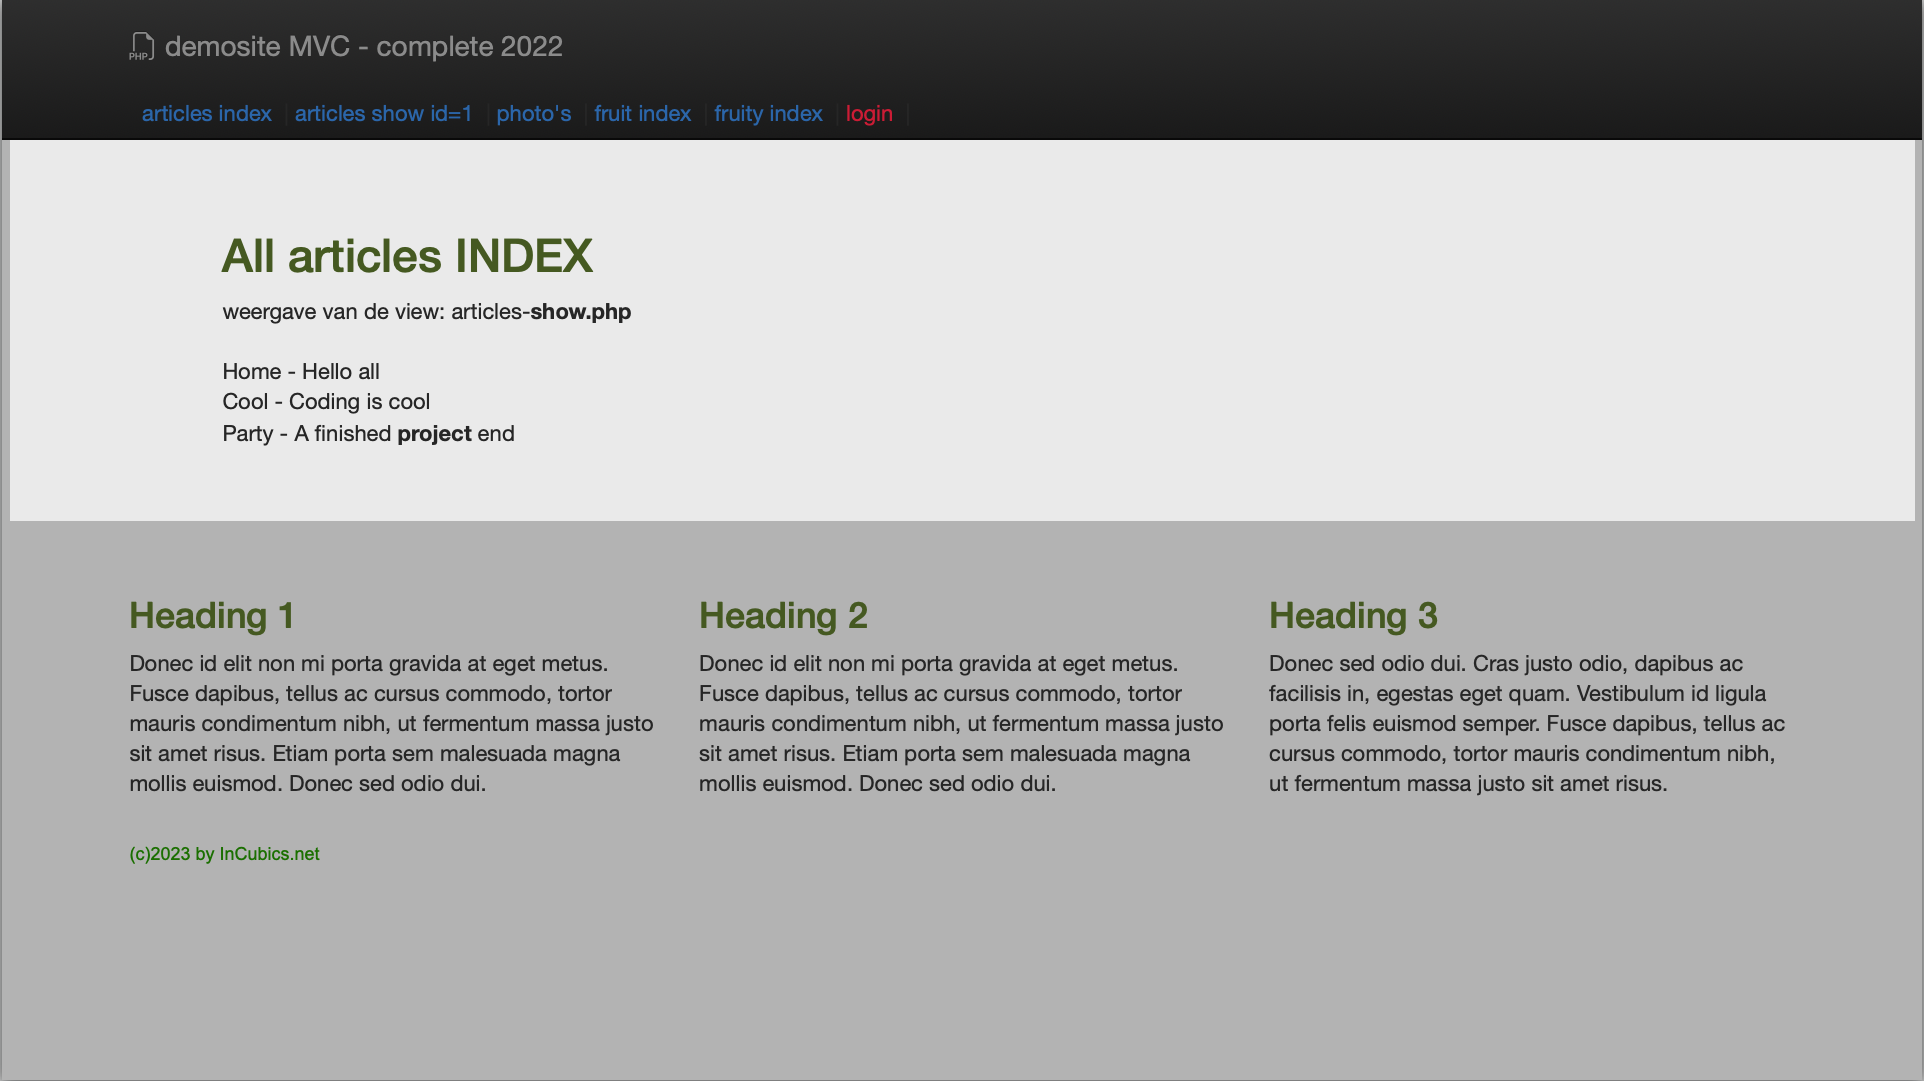 PHP demosite MVC - complete 2022
articles index articles show id=1 photo's fruit index fruity index login
All articles INDEX
weergave van de view: articles-show.php
Home - Hello all
Cool - Coding is cool
Party - A finished project end
Heading 1
Donec id elit non mi porta gravida at eget metus.
Fusce dapibus, tellus ac cursus commodo, tortor
mauris condimentum nibh, ut fermentum massa justo
sit amet risus. Etiam porta sem malesuada magna
mollis euismod. Donec sed odio dui.
Heading 2
Donec id elit non mi porta gravida at eget metus.
Fusce dapibus, tellus ac cursus commodo, tortor
mauris condimentum nibh, ut fermentum massa justo
sit amet risus. Etiam porta sem malesuada magna
mollis euismod. Donec sed odio dui.
Heading 3
Donec sed odio dui. Cras justo odio, dapibus ac
facilisis in, egestas eget quam. Vestibulum id ligula
porta felis euismod semper. Fusce dapibus, tellus ac
cursus commodo, tortor mauris condimentum nibh,
ut fermentum massa justo sit amet risus.
(c)2023 by InCubics.net